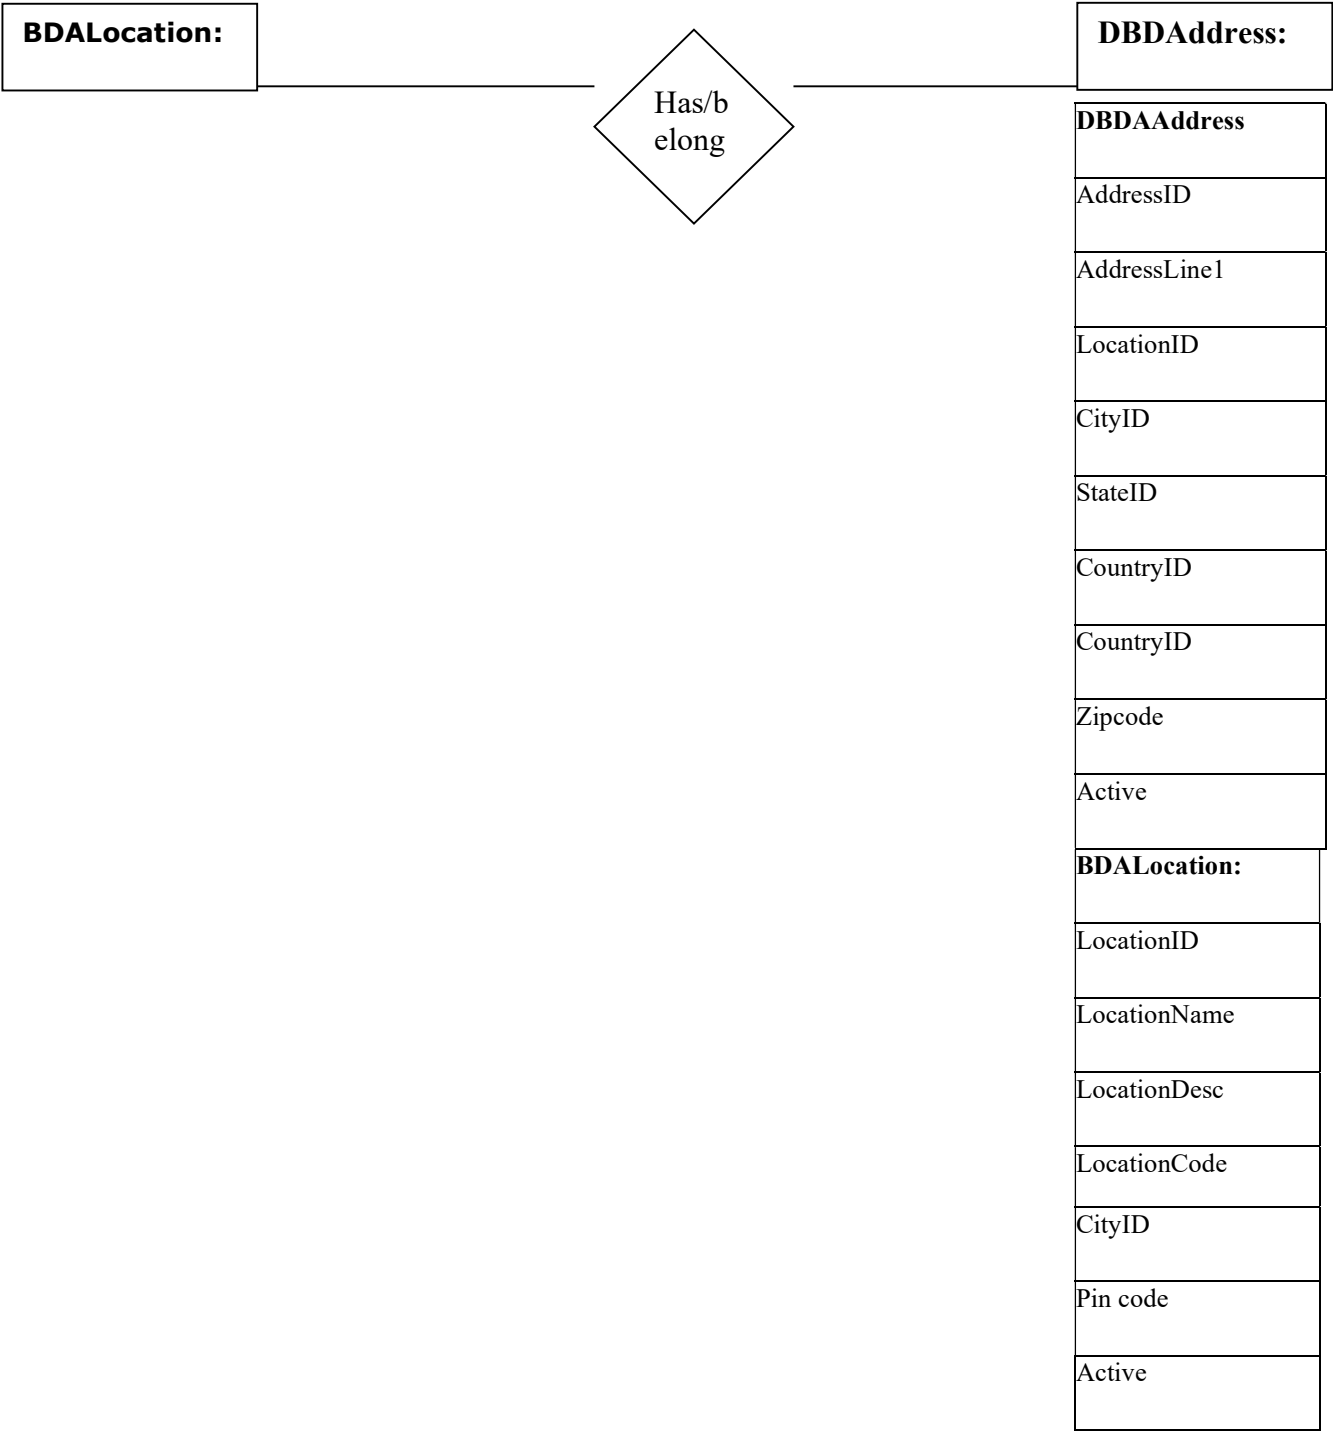 BDALocation:
Has/b
elong
DBDAddress:
DBDAAddress
AddressID
AddressLine1
LocationID
CityID
StateID
CountryID
CountryID
Zipcode
Active
BDALocation:
LocationID
LocationName
LocationDesc
LocationCode
CityID
Pin code
Active